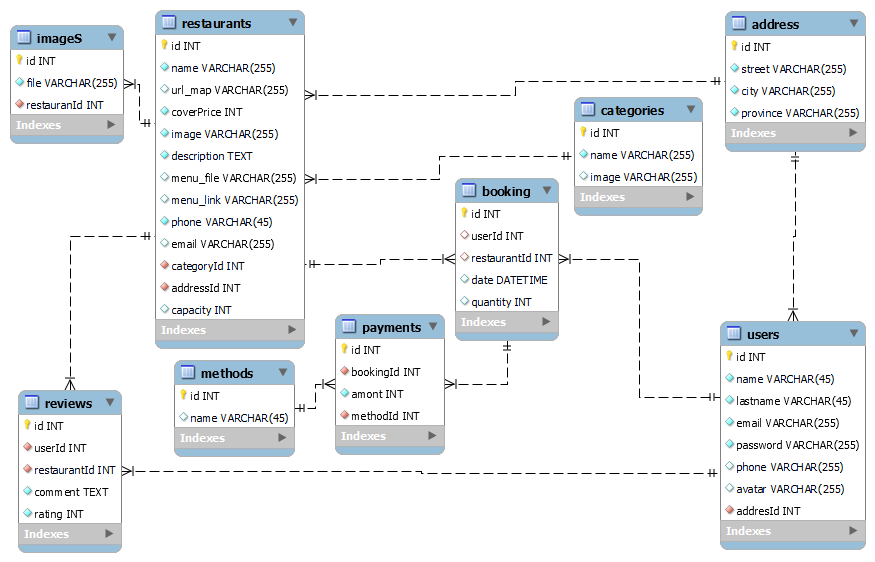 imageS
id INT
file VARCHAR(255)
restauranId INT
Indexes
restaurants
id INT
name VARCHAR(255)
url_map VARCHAR(255)
coverPrice INT
image VARCHAR(255)
description TEXT
menu_file VARCHAR(255)
menu_link VARCHAR(255)
phone VARCHAR(45)
email VARCHAR(255)
categoryId INT
addressId INT
capacity INT
Indexes
address
id INT
street VARCHAR(255)
city VARCHAR(255)
province VARCHAR(255)
Indexes
categories
id INT
name VARCHAR(255)
image VARCHAR(255)
Indexes
booking
id INT
userId INT
restaurantId INT
date DATETIME
quantity INT
Indexes
payments
id INT
bookingId INT
amont INT
methodId INT
Indexes
methods
id INT
name VARCHAR(45)
Indexes
reviews
id INT
userId INT
restaurantId INT
comment TEXT
rating INT
Indexes
users
id INT
name VARCHAR(45)
lastname VARCHAR(45)
email VARCHAR(255)
password VARCHAR(255)
phone VARCHAR(255)
avatar VARCHAR(255)
addresId INT
Indexes